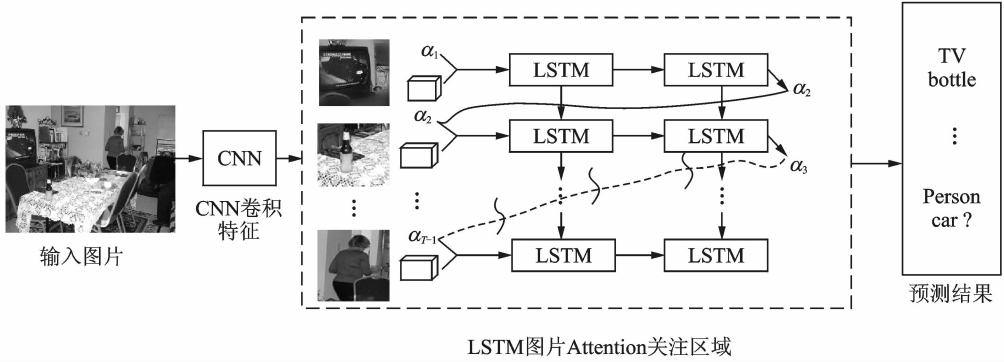 α1
LSTM
LSTM
α2
α2
LSTM
LSTM
α3
αT−1
LSTM
LSTM
CNN
CNN卷积
特征
输入图片
TV
bottle
⋮
Person
car ?
预测结果
LSTM图片Attention关注区域